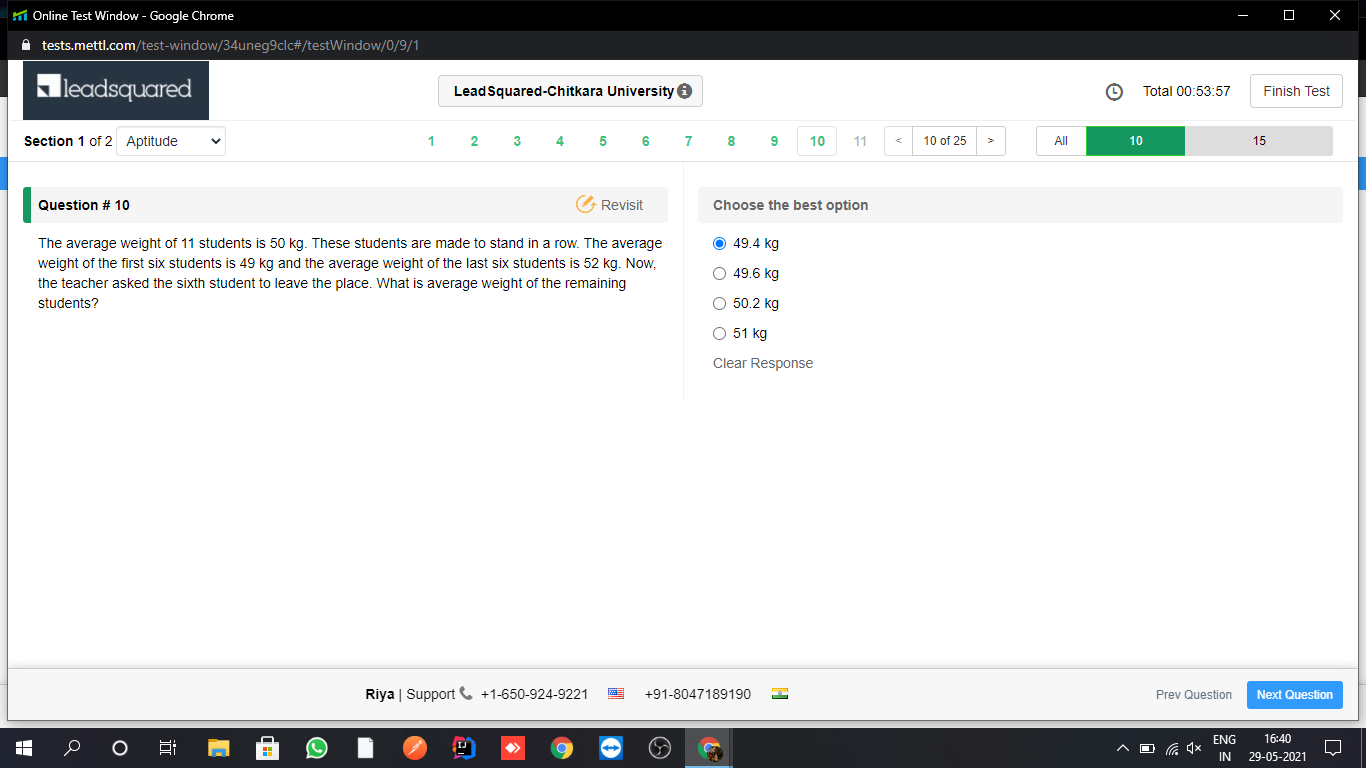 Online Test Window - Google Chrome
tests.mettl.com/test-window/34uneg9clc#/testWindow/0/9/1
leadsquared
LeadSquared-Chitkara University
Total 00:53:57
Finish Test
Section 1 of 2 Aptitude
1 2 3 4 5 6 7 8 9 10 11
< 10 of 25 >
All 10 15
Question # 10
Revisit
The average weight of 11 students is 50 kg. These students are made to stand in a row. The average
weight of the first six students is 49 kg and the average weight of the last six students is 52 kg. Now,
the teacher asked the sixth student to leave the place. What is average weight of the remaining
students?
Choose the best option
49.4 kg
49.6 kg
50.2 kg
51 kg
Clear Response
Riya | Support +1-650-924-9221 +91-8047189190
Prev Question
Next Question
ENG
IN
16:40
29-05-2021